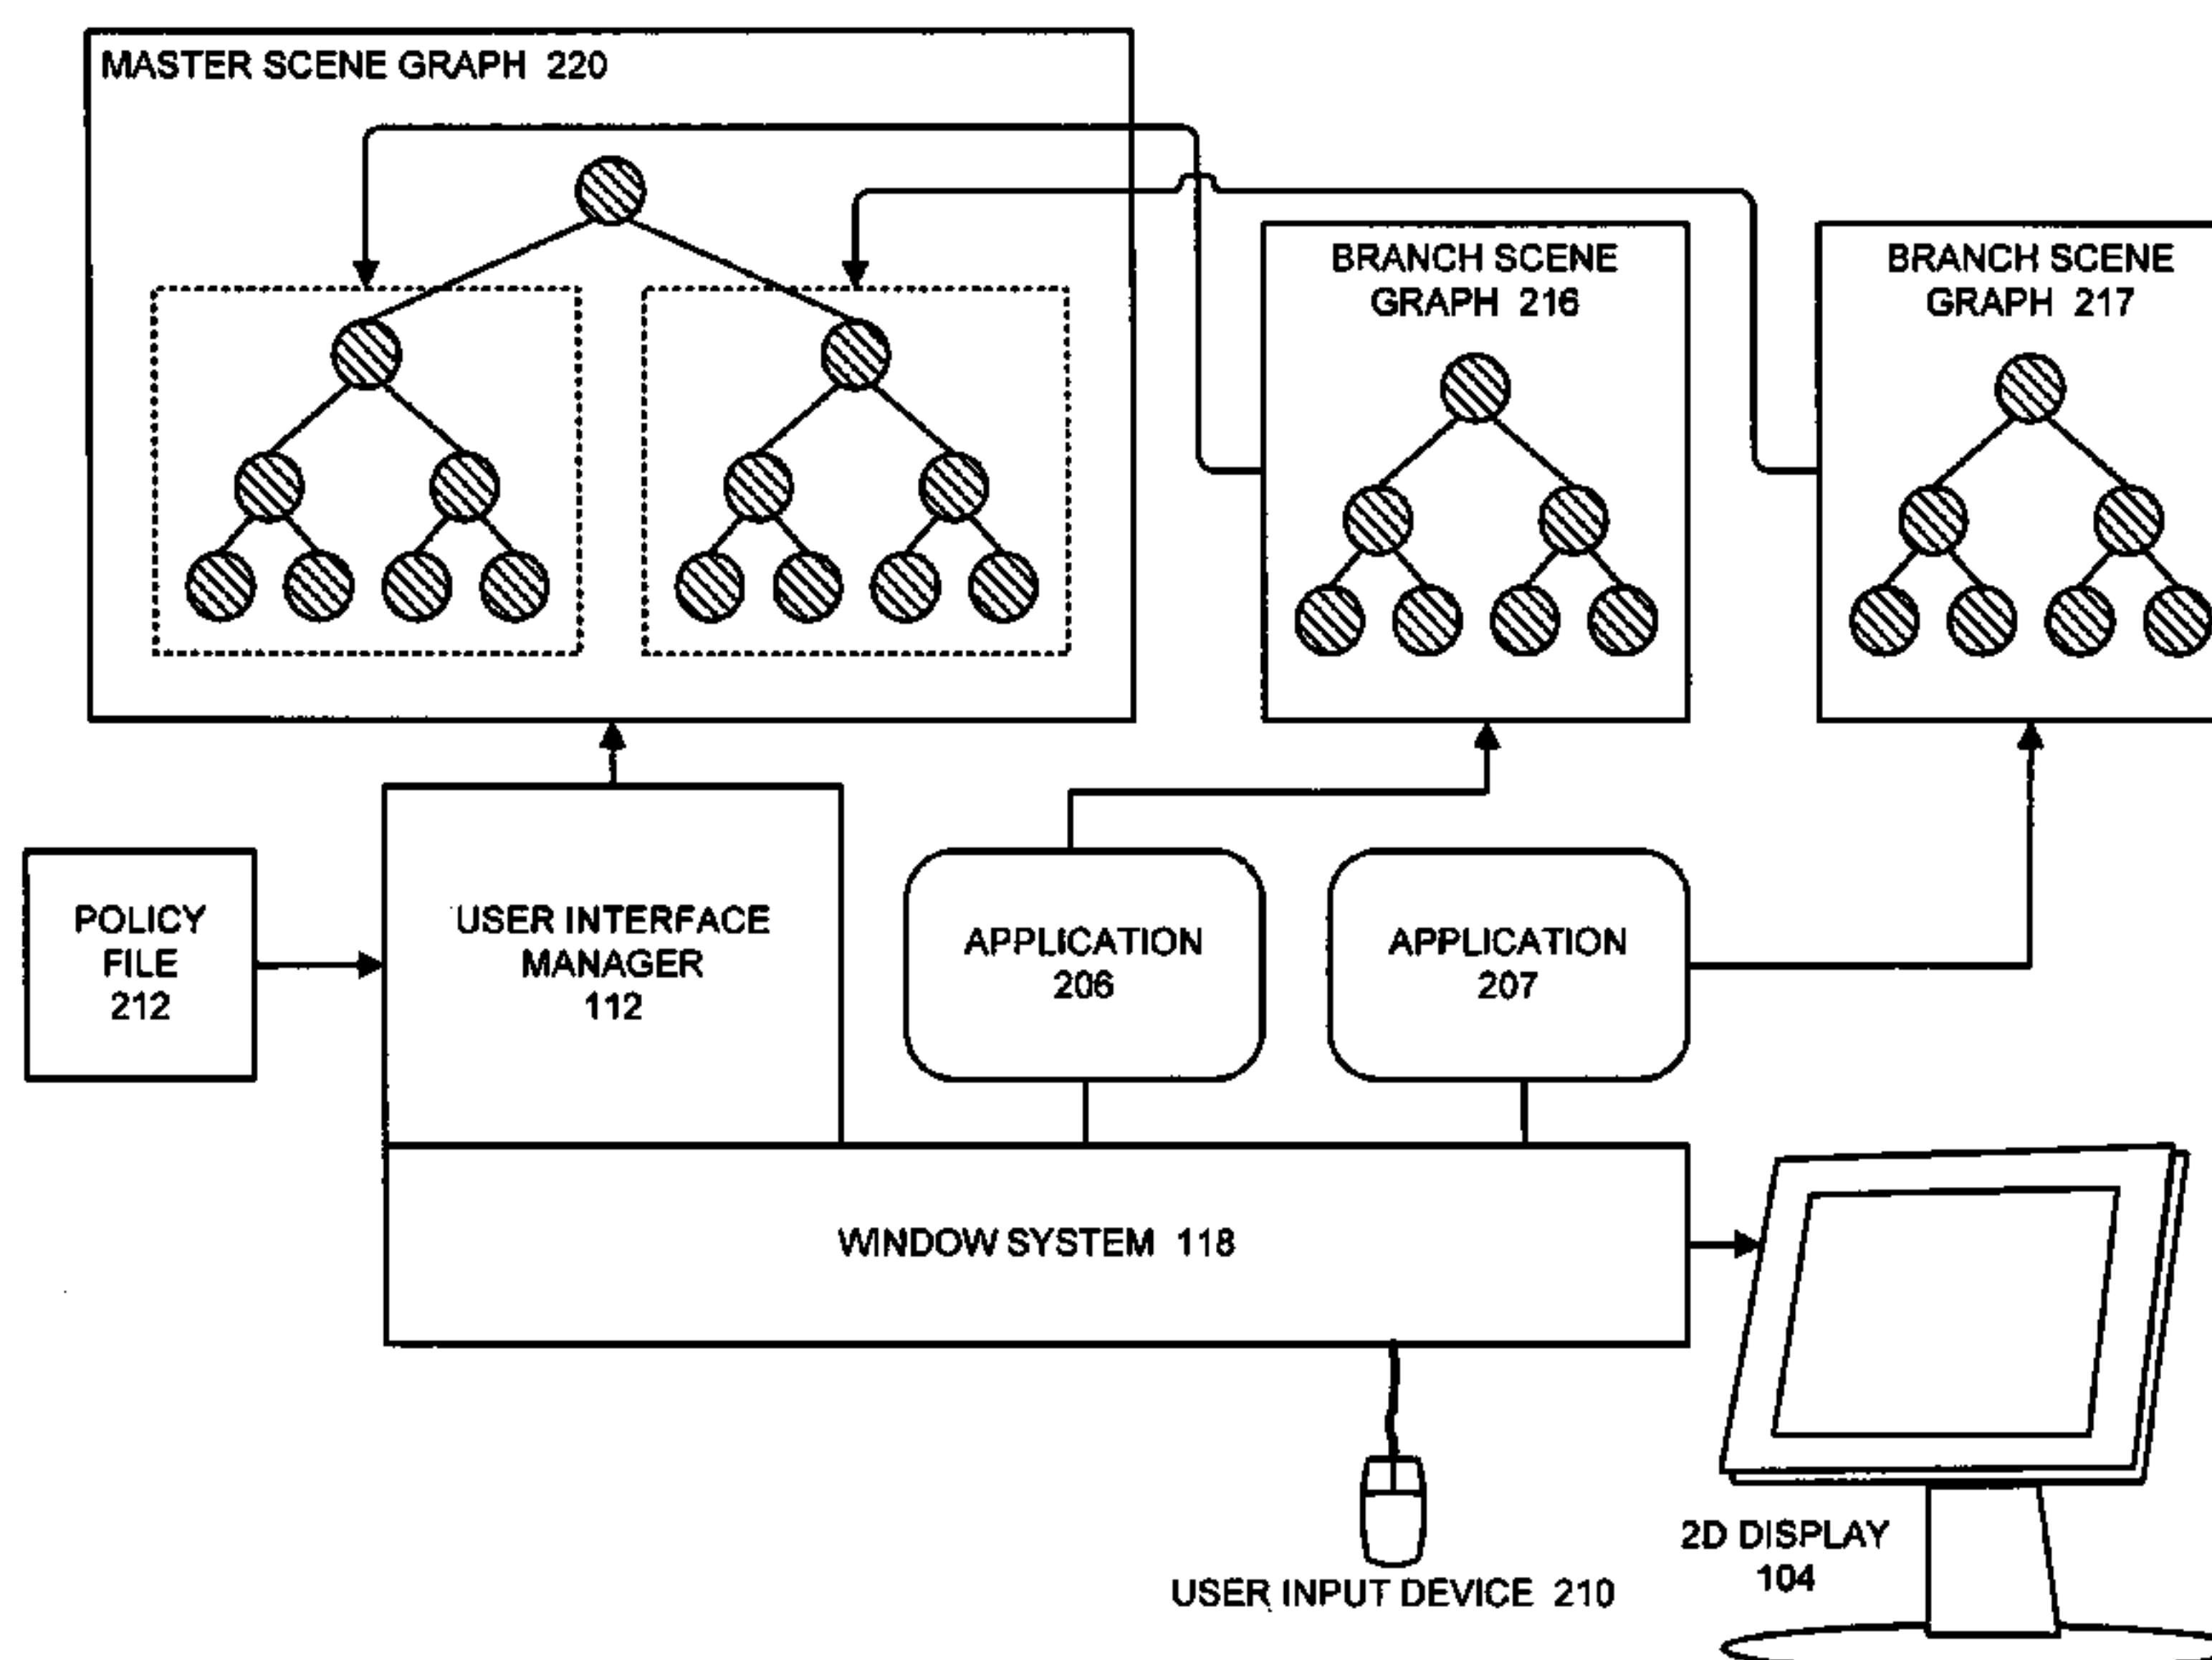 MASTER SCENE GRAPH 220
BRANCH SCENE
GRAPH 216
BRANCH SCENE
GRAPH 217
POLICY
FILE
212
USER INTERFACE
MANAGER
112
APPLICATION
206
APPLICATION
207
WINDOW SYSTEM 118
2D DISPLAY
104
USER INPUT DEVICE 210